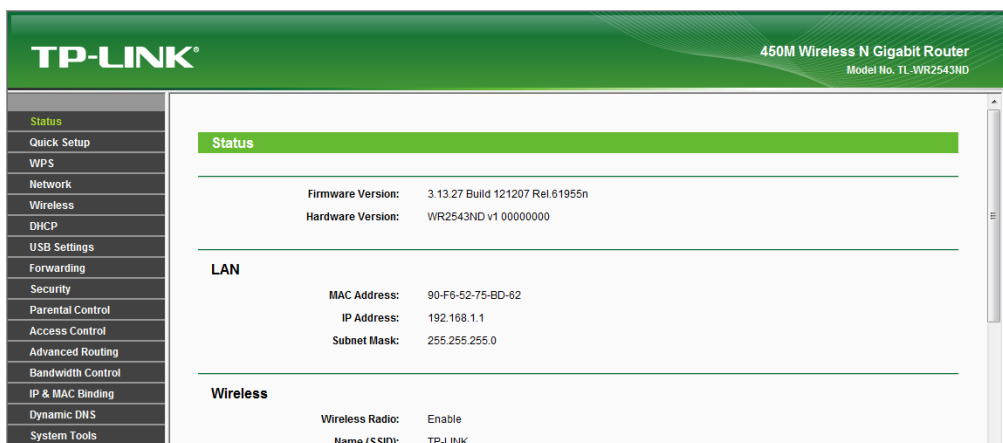 TP-LINK®
450M Wireless N Gigabit Router
Model No. TL-WR2543ND
Status
Quick Setup
WPS
Network
Wireless
DHCP
USB Settings
Forwarding
Security
Parental Control
Access Control
Advanced Routing
Bandwidth Control
IP & MAC Binding
Dynamic DNS
System Tools
Status
Firmware Version: 3.13.27 Build 121207 Rel.61955n
Hardware Version: WR2543ND v1 00000000
LAN
MAC Address: 90-F6-52-75-BD-62
IP Address: 192.168.1.1
Subnet Mask: 255.255.255.0
Wireless
Wireless Radio: Enable
Name (SSID): TP-LINK